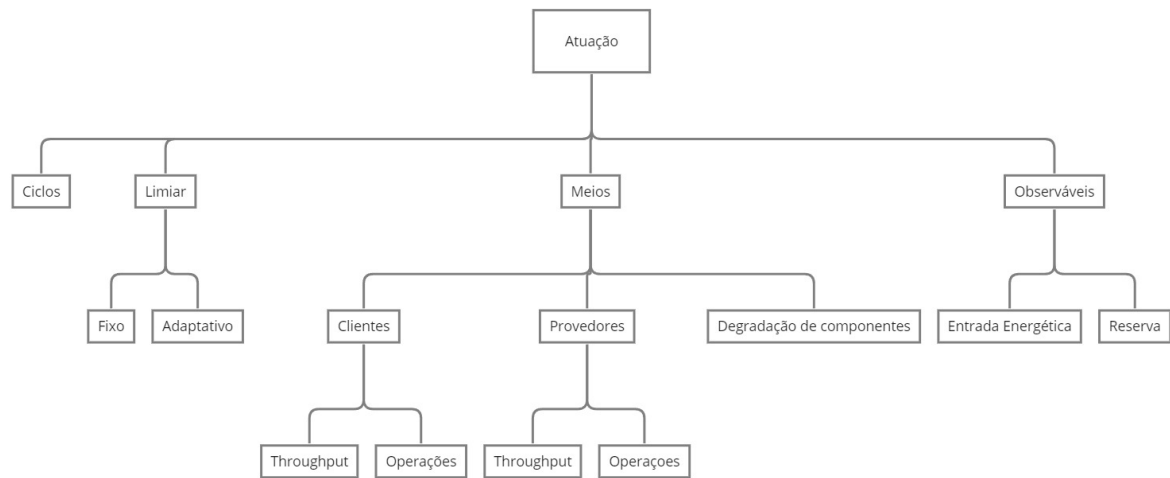 Atuação
Ciclos
Limiar
Meios
Observáveis
Fixo
Adaptativo
Clientes
Provedores
Degradação de componentes
Entrada Energética
Reserva
Throughput
Operações
Throughput
Operaçoes